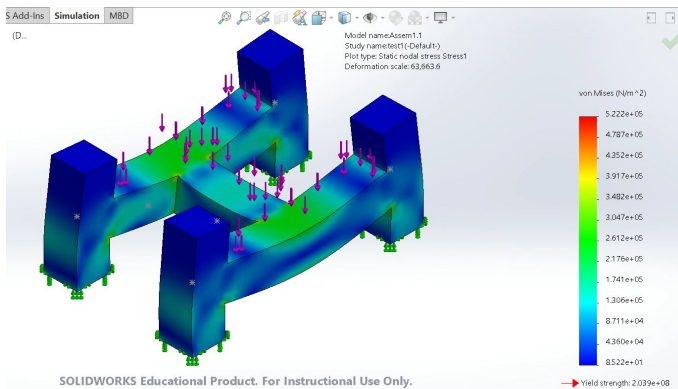 S Add-Ins Simulation MBD
(D...
Model name:Assem1.1
Study name:test1(-Default-)
Plot type: Static nodal stress Stress1
Deformation scale: 63,663.6
von Mises (N/m^2)
5.222e+05
4.787e+05
4.352e+05
3.917e+05
3.482e+05
3.047e+05
2.612e+05
2.176e+05
1.741e+05
1.306e+05
8.711e+04
4.360e+04
8.522e+01
Yield strength: 2.039e+08
SOLIDWORKS Educational Product. For Instructional Use Only.